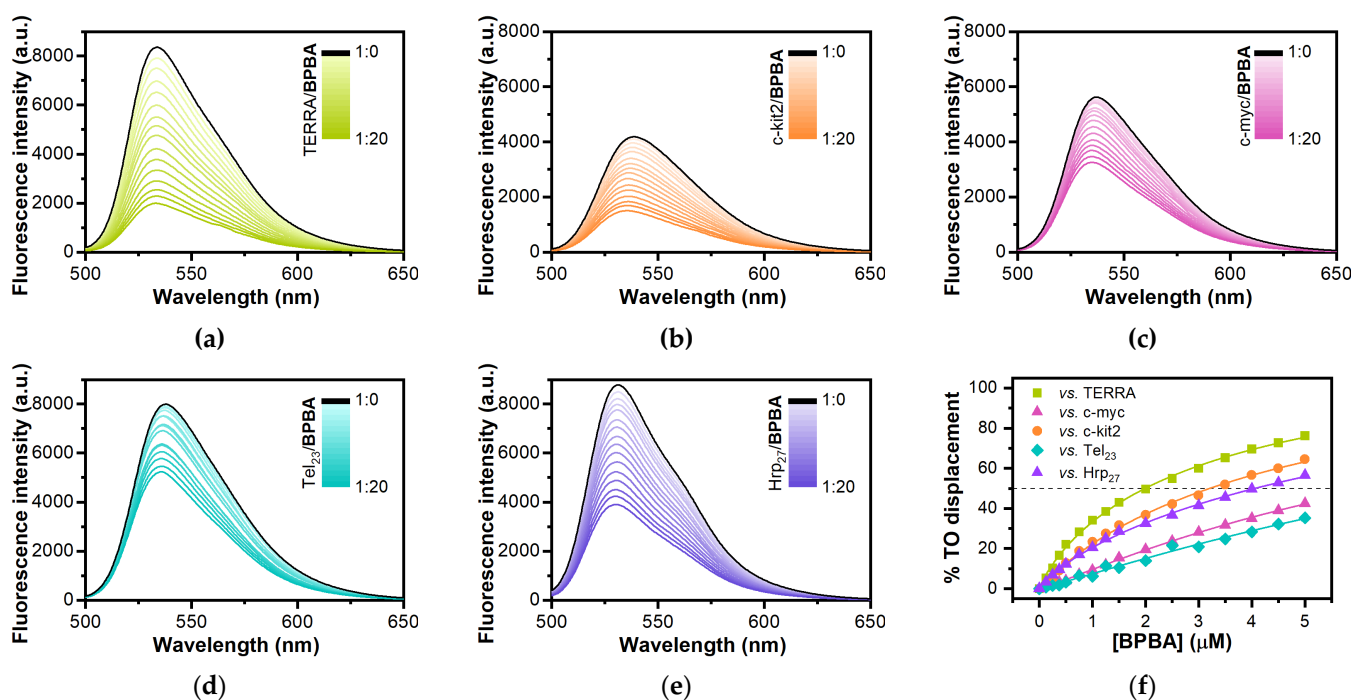 Fluorescence intensity (a.u.)
8000
6000
4000
2000
0
500
550
600
650
Wavelength (nm)
TERRA/BPBA
1:0
1:20
(a)
Fluorescence intensity (a.u.)
8000
6000
4000
2000
0
500
550
600
650
Wavelength (nm)
c-kit2/BPBA
1:0
1:20
(b)
Fluorescence intensity (a.u.)
8000
6000
4000
2000
0
500
550
600
650
Wavelength (nm)
c-myc/BPBA
1:0
1:20
(c)
Fluorescence intensity (a.u.)
8000
6000
4000
2000
0
500
550
600
650
Wavelength (nm)
Tel23/BPBA
1:0
1:20
(d)
Fluorescence intensity (a.u.)
8000
6000
4000
2000
0
500
550
600
650
Wavelength (nm)
Hrp27/BPBA
1:0
1:20
(e)
% TO displacement
100
80
60
40
20
0
vs. TERRA
vs. c-myc
vs. c-kit2
vs. Tel23
vs. Hrp27
0
1
2
3
4
5
[BPBA] (μM)
(f)